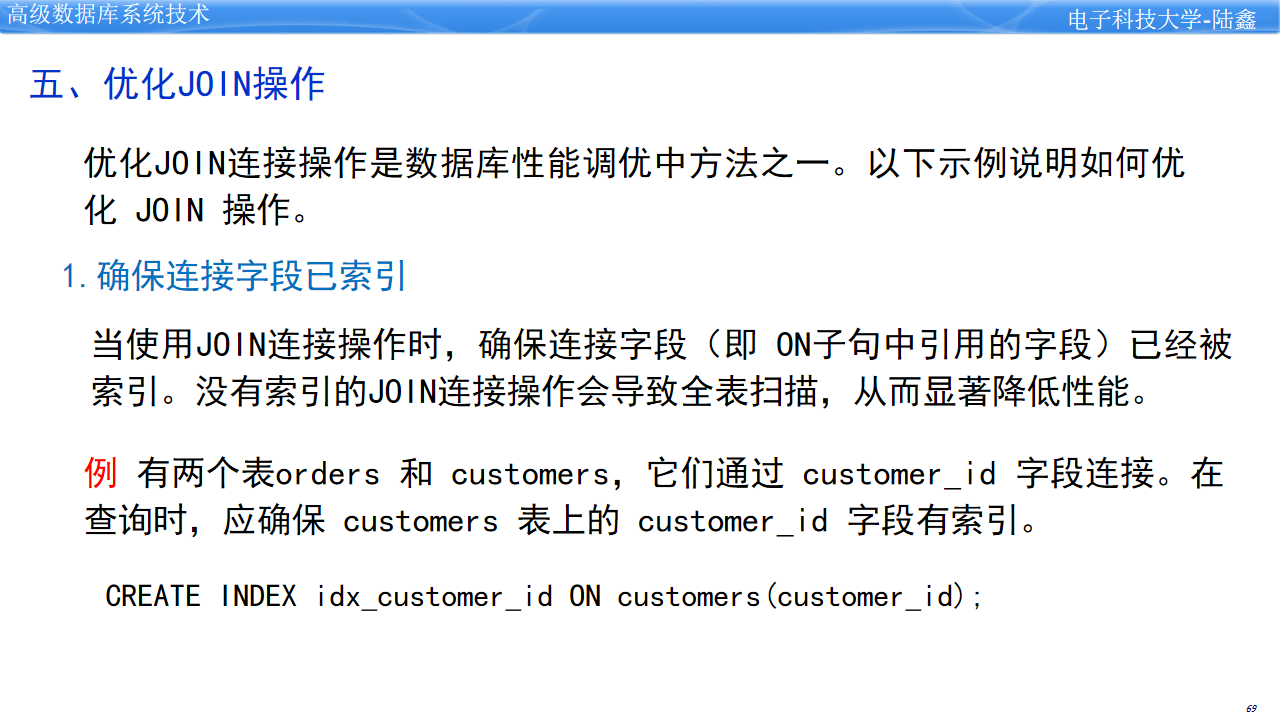 高级数据库系统技术
电子科技大学-陆鑫
五、优化JOIN操作
优化JOIN连接操作是数据库性能调优中方法之一。以下示例说明如何优
化 JOIN 操作。
1.确保连接字段已索引
当使用JOIN连接操作时，确保连接字段（即 ON子句中引用的字段）已经被
索引。没有索引的JOIN连接操作会导致全表扫描，从而显著降低性能。
例 有两个表orders 和 customers，它们通过 customer_id 字段连接。在
查询时，应确保 customers 表上的 customer_id 字段有索引。
CREATE INDEX idx_customer_id ON customers(customer_id);
69